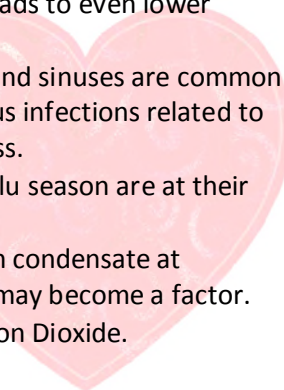 to even lower
nd sinuses are common
us infections related to
ss.
lu season are at their
n condensate at
may become a factor.
on Dioxide.